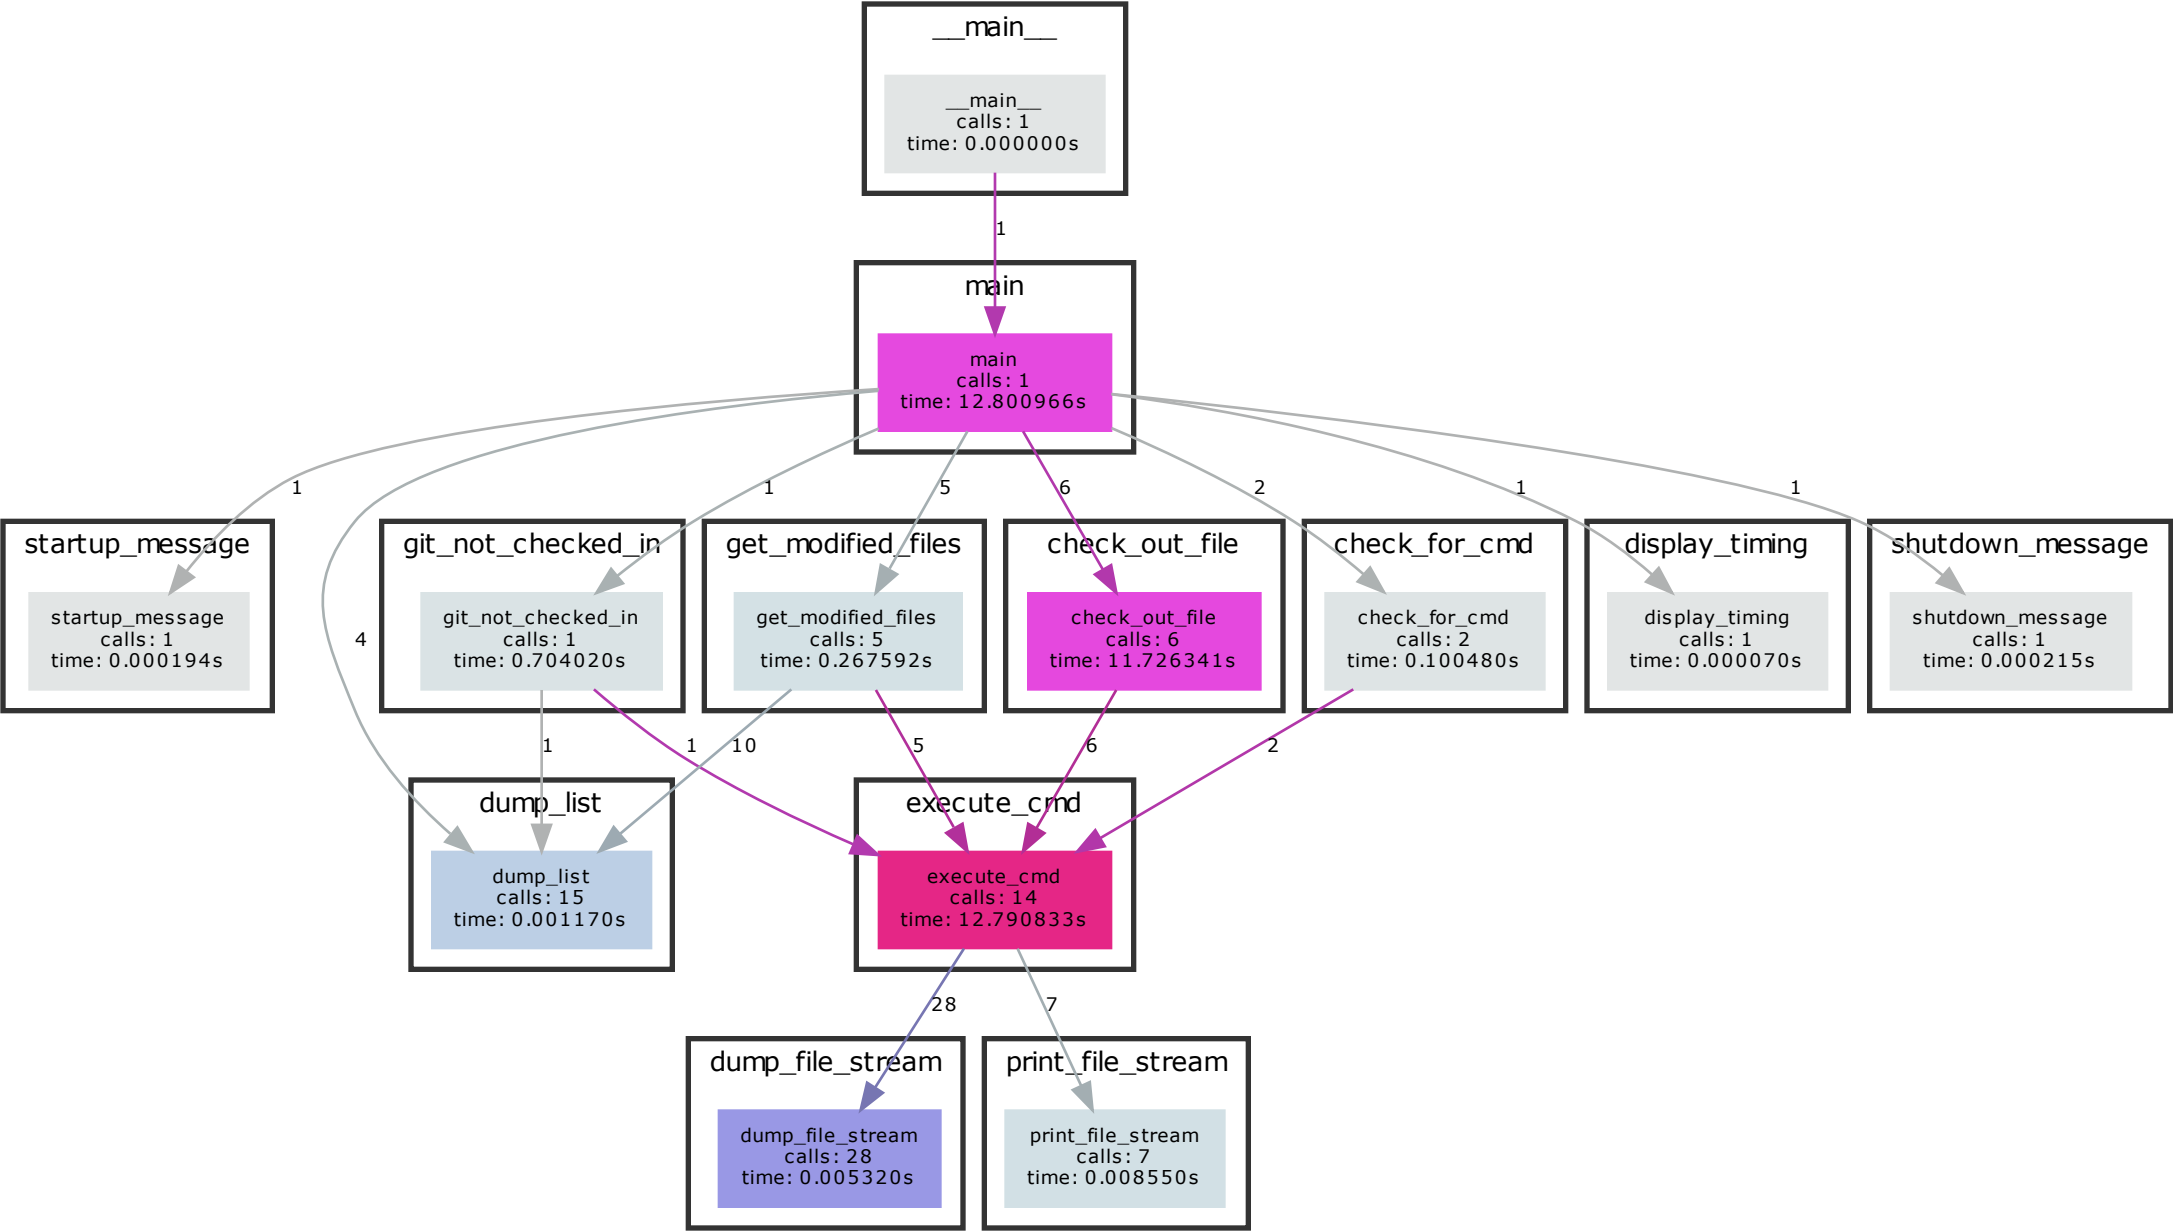 __main__
__main__
calls: 1
time: 0.000000s
1
main
main
calls: 1
time: 12.800966s
1
4
1
5
6
2
1
1
startup_message
startup_message
calls: 1
time: 0.000194s
git_not_checked_in
git_not_checked_in
calls: 1
time: 0.704020s
get_modified_files
get_modified_files
calls: 5
time: 0.267592s
check_out_file
check_out_file
calls: 6
time: 11.726341s
check_for_cmd
check_for_cmd
calls: 2
time: 0.100480s
display_timing
display_timing
calls: 1
time: 0.000070s
shutdown_message
shutdown_message
calls: 1
time: 0.000215s
1
1
10
5
6
2
dump_list
dump_list
calls: 15
time: 0.001170s
execute_cmd
execute_cmd
calls: 14
time: 12.790833s
28
7
dump_file_stream
dump_file_stream
calls: 28
time: 0.005320s
print_file_stream
print_file_stream
calls: 7
time: 0.008550s